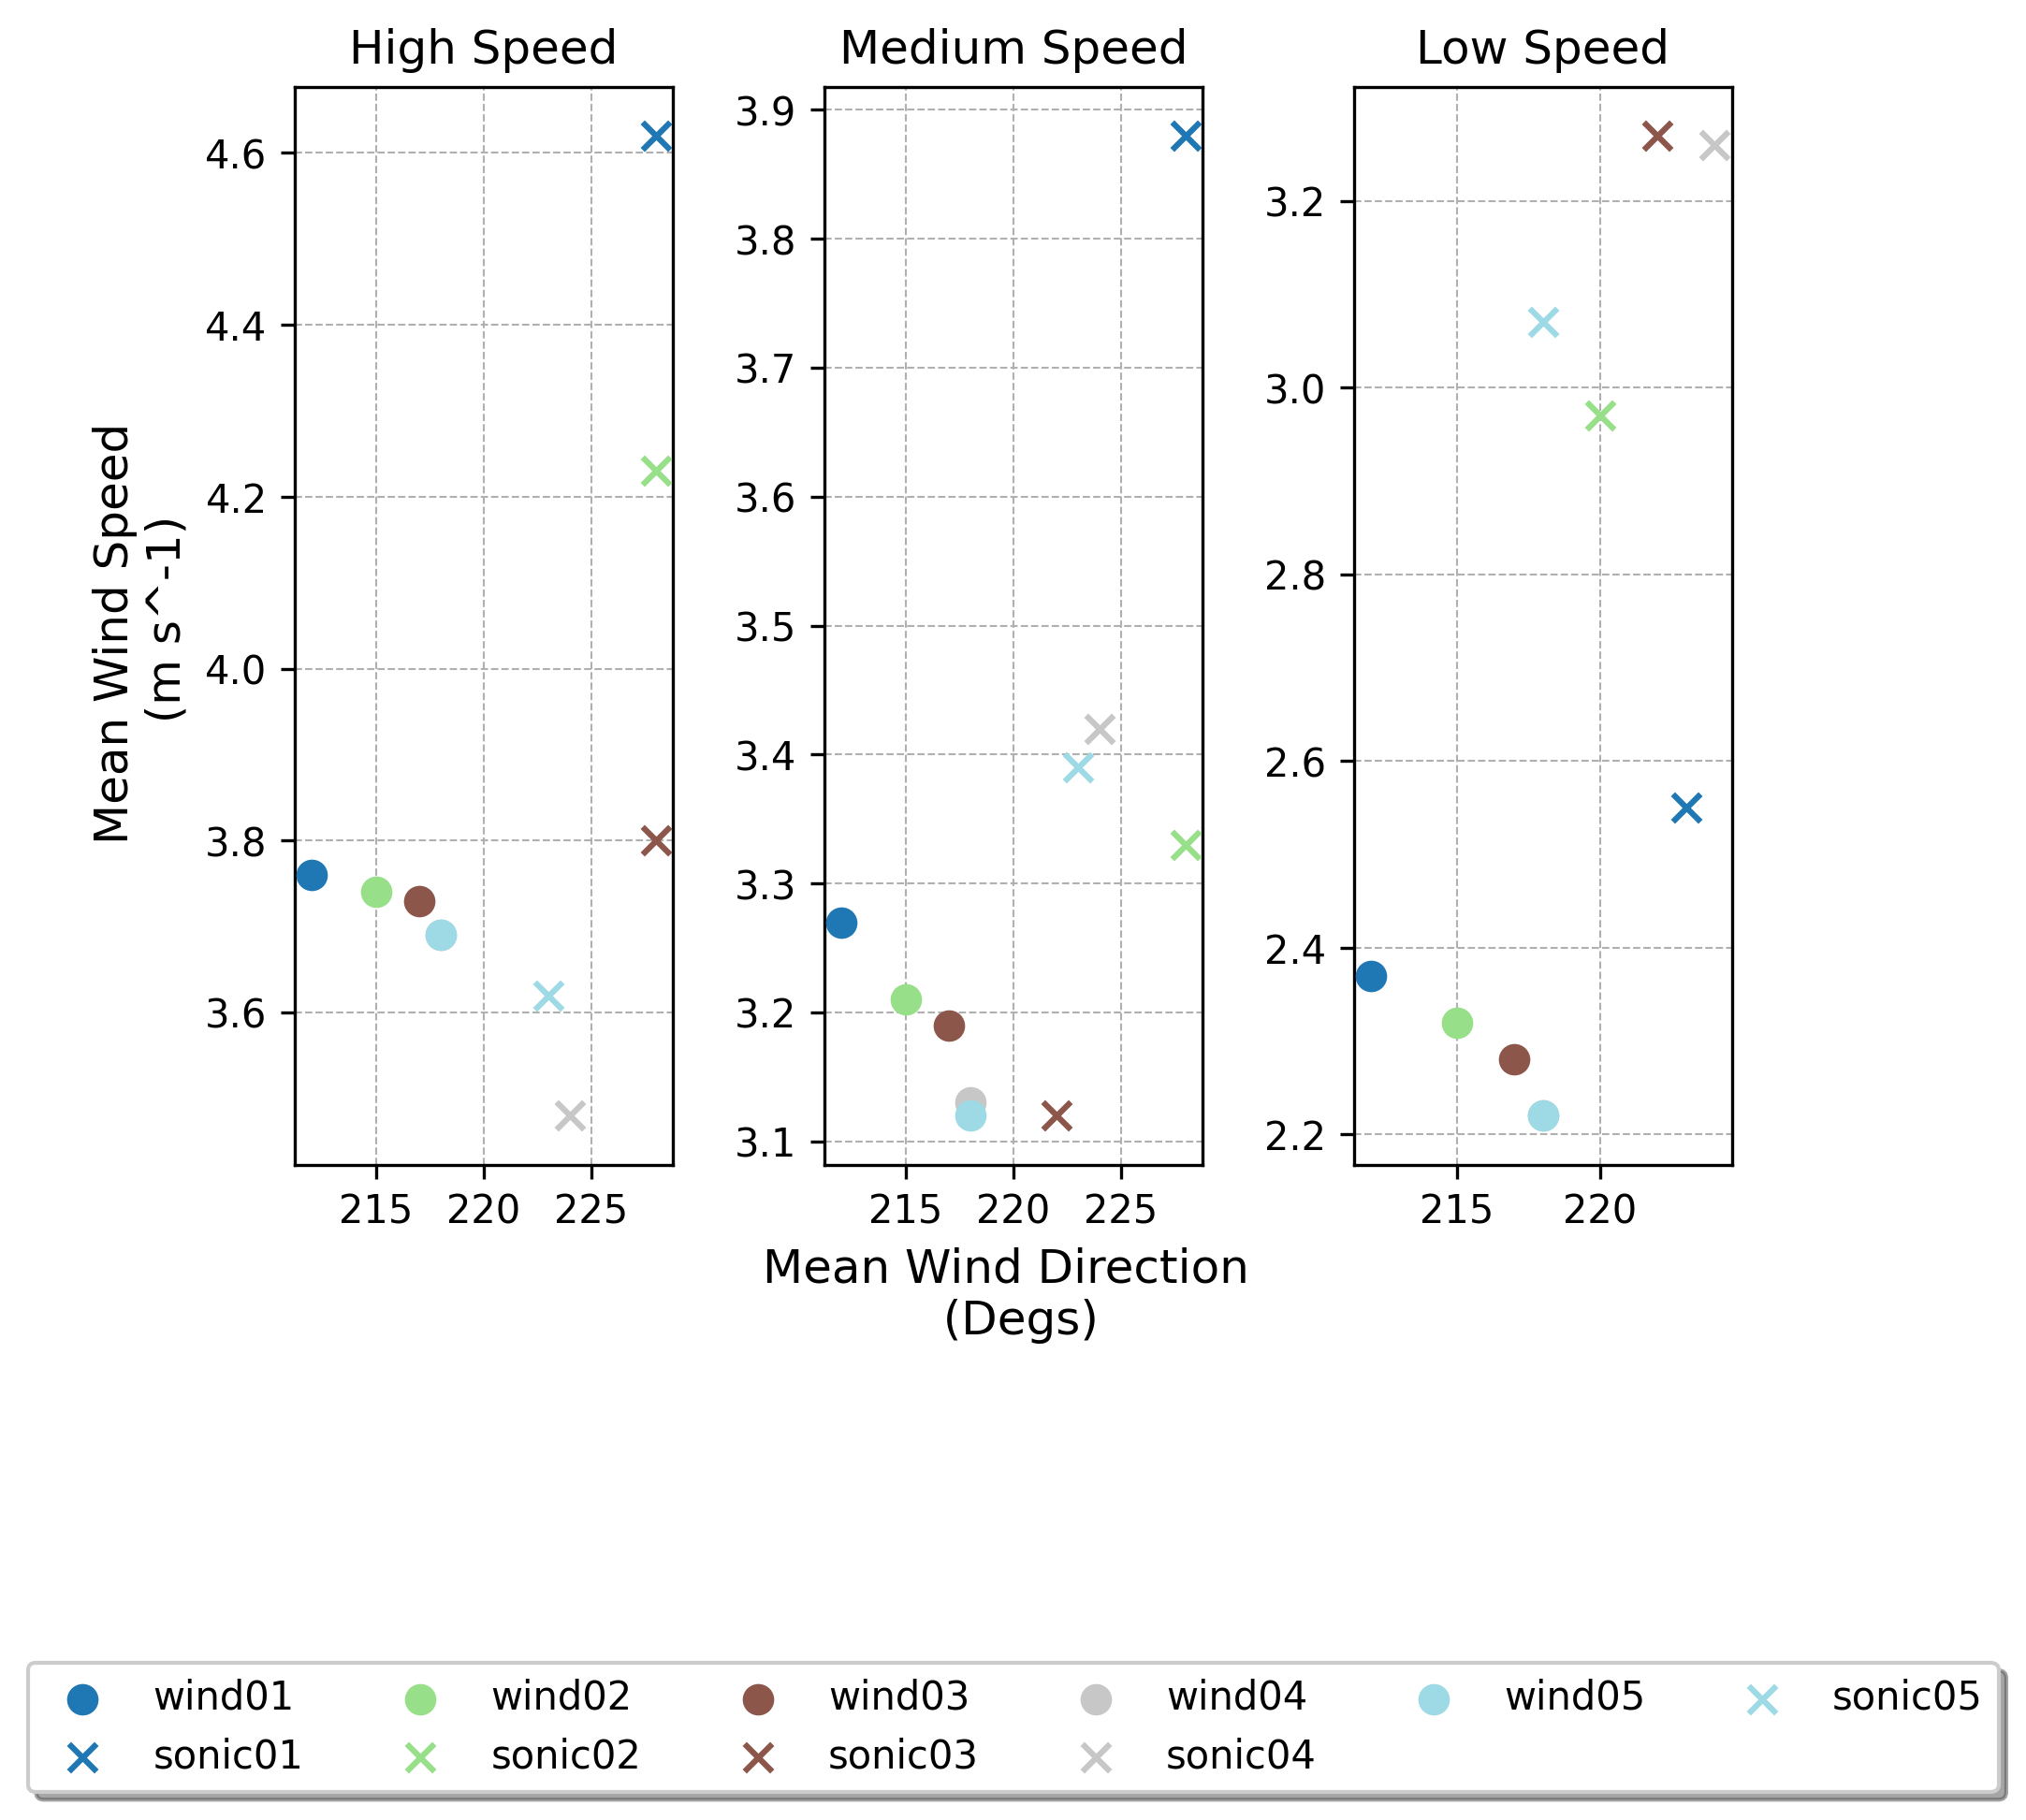 High Speed
Medium Speed
Low Speed
Mean Wind Speed
(m s^-1)
4.6
4.4
4.2
4.0
3.8
3.6
215 220 225
3.9
3.8
3.7
3.6
3.5
3.4
3.3
3.2
3.1
215 220 225
3.2
3.0
2.8
2.6
2.4
2.2
215 220
Mean Wind Direction
(Degs)
wind01 wind02 wind03 wind04 wind05 sonic05
sonic01 sonic02 sonic03 sonic04